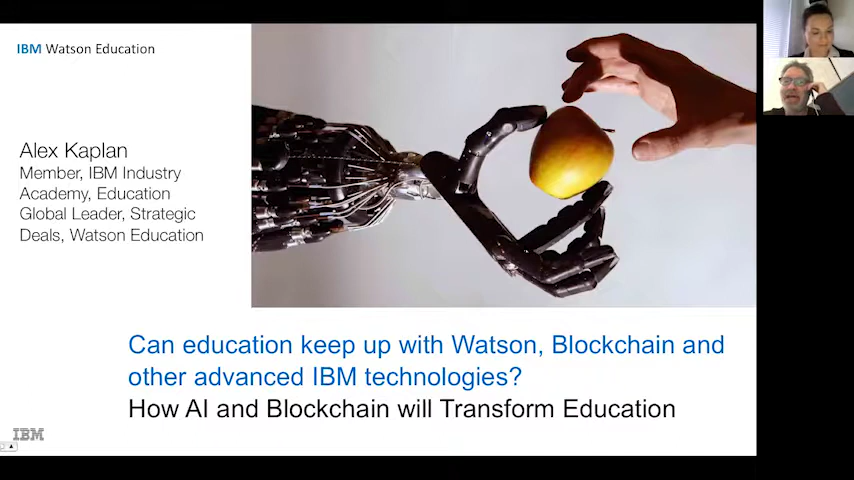 IBM Watson Education
Alex Kaplan
Member, IBM Industry
Academy, Education
Global Leader, Strategic
Deals, Watson Education
Can education keep up with Watson, Blockchain and
other advanced IBM technologies?
How AI and Blockchain will Transform Education
IBM